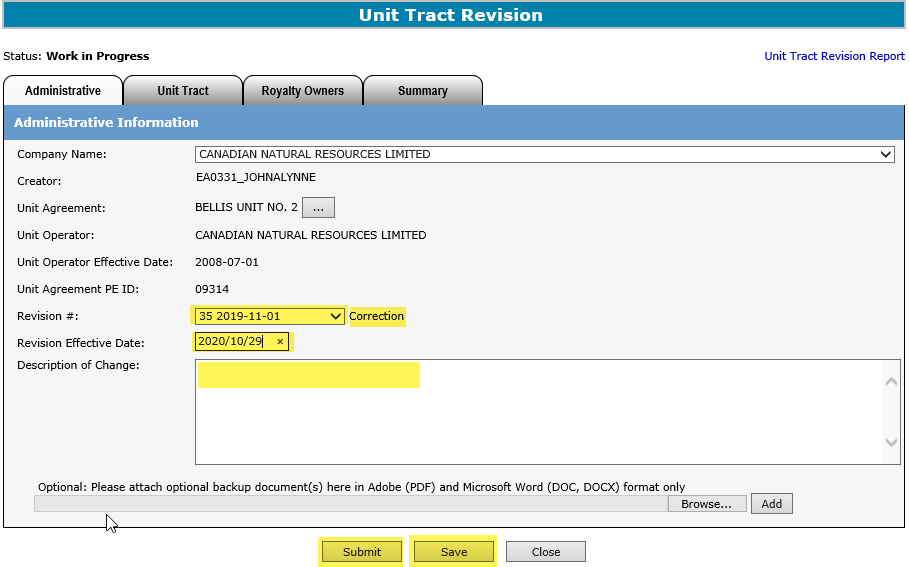 Unit Tract Revision
Status: Work in Progress
Unit Tract Revision Report
Administrative Unit Tract Royalty Owners Summary
Administrative Information
Company Name: CANADIAN NATURAL RESOURCES LIMITED
Creator: EA0331_JOHNALYNNE
Unit Agreement: BELLIS UNIT NO. 2 ...
Unit Operator: CANADIAN NATURAL RESOURCES LIMITED
Unit Operator Effective Date: 2008-07-01
Unit Agreement PE ID: 09314
Revision #: 35 2019-11-01 Correction
Revision Effective Date: 2020/10/29 ×
Description of Change:
Optional: Please attach optional backup document(s) here in Adobe (PDF) and Microsoft Word (DOC, DOCX) format only
Browse... Add
Submit Save Close